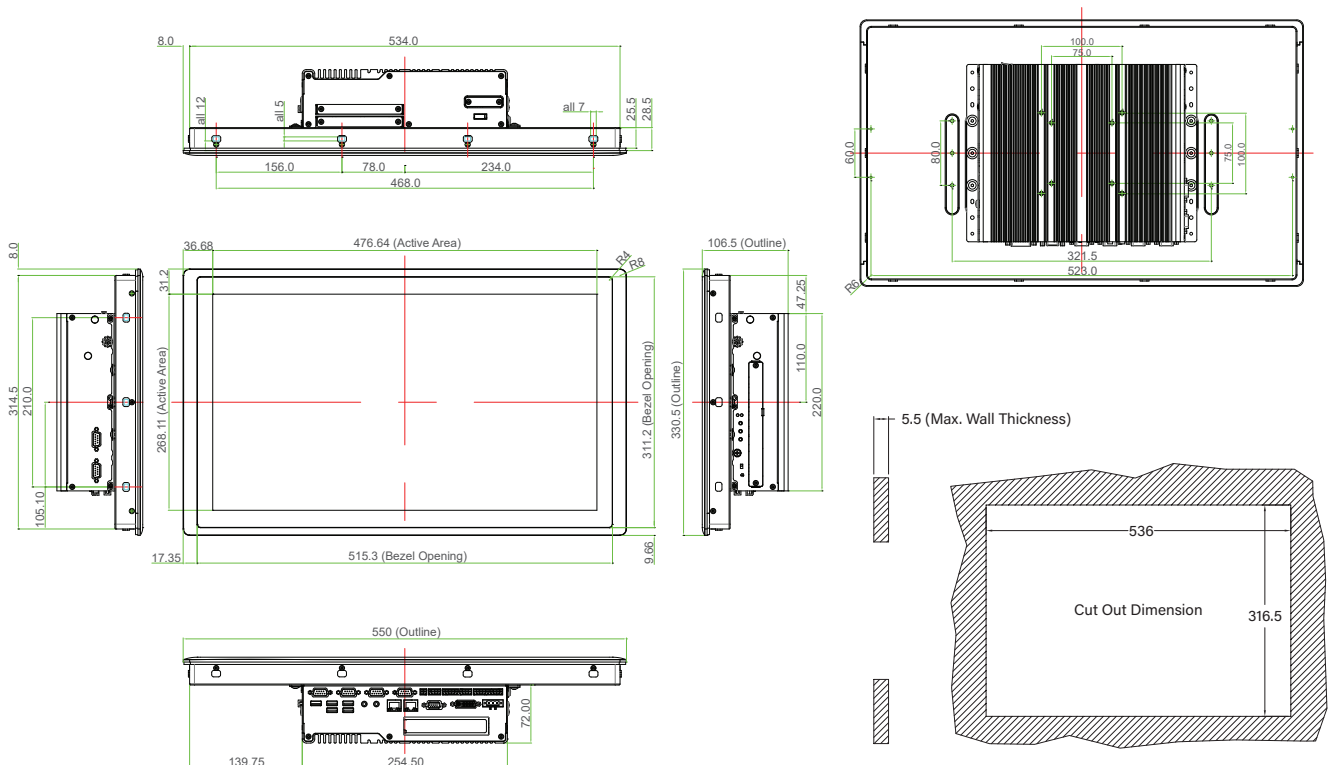 8.0
534.0
all 12
all 5
all 7
25.5
28.5
156.0
78.0
234.0
468.0
100.0
75.0
60.0
80.0
75.0
100.0
321.5
523.0
R6
8.0
314.5
210.0
105.10
36.68
476.64 (Active Area)
R4
R8
31.2
268.11 (Active Area)
311.2 (Bezel Opening)
330.5 (Outline)
17.35
515.3 (Bezel Opening)
9.66
106.5 (Outline)
47.25
110.0
220.0
5.5 (Max. Wall Thickness)
536
Cut Out Dimension
316.5
550 (Outline)
72.00
139.75
254.50